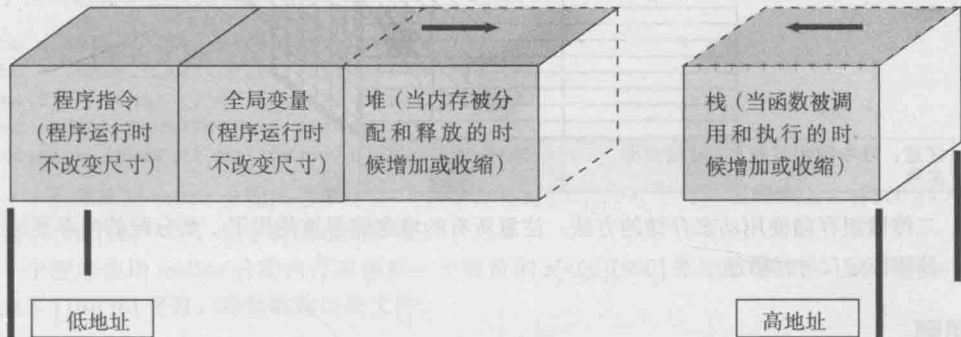 程序指令
(程序运行时
不改变尺寸)
全局变量
(程序运行时
不改变尺寸)
堆(当内存被分
配和释放的时
候增加或收缩)
栈(当函数被调
用和执行的时
候增加或收缩)
低地址
高地址